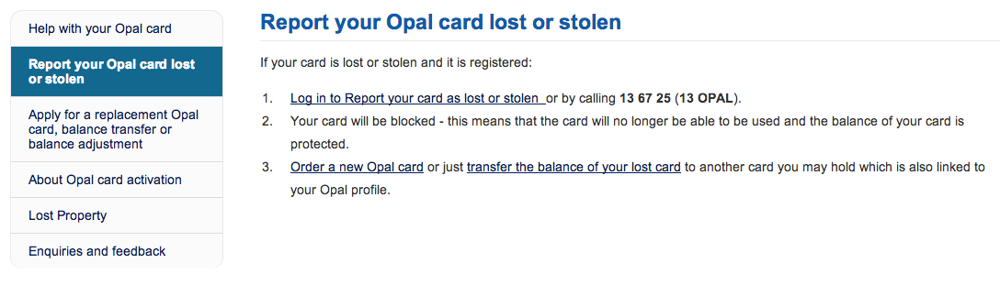 Help with your Opal card
Report your Opal card lost
or stolen
Apply for a replacement Opal
card, balance transfer or
balance adjustment
About Opal card activation
Lost Property
Enquiries and feedback
Report your Opal card lost or stolen
If your card is lost or stolen and it is registered:
1. Log in to Report your card as lost or stolen or by calling 13 67 25 (13 OPAL).
2. Your card will be blocked - this means that the card will no longer be able to be used and the balance of your card is
protected.
3. Order a new Opal card or just transfer the balance of your lost card to another card you may hold which is also linked to
your Opal profile.